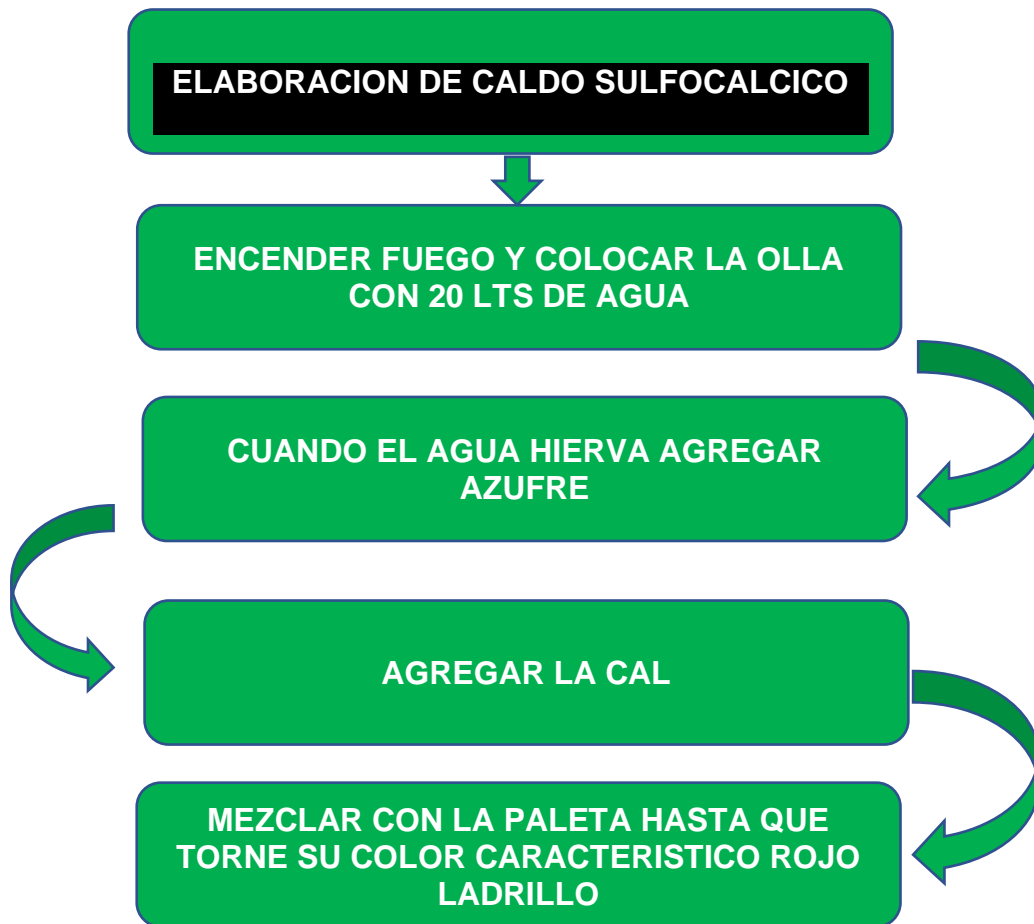 ELABORACION DE CALDO SULFOCALCICO
ENCENDER FUEGO Y COLOCAR LA OLLA
CON 20 LTS DE AGUA
CUANDO EL AGUA HIERVA AGREGAR
AZUFRE
AGREGAR LA CAL
MEZCLAR CON LA PALETA HASTA QUE
TORNE SU COLOR CARACTERISTICO ROJO
LADRILLO